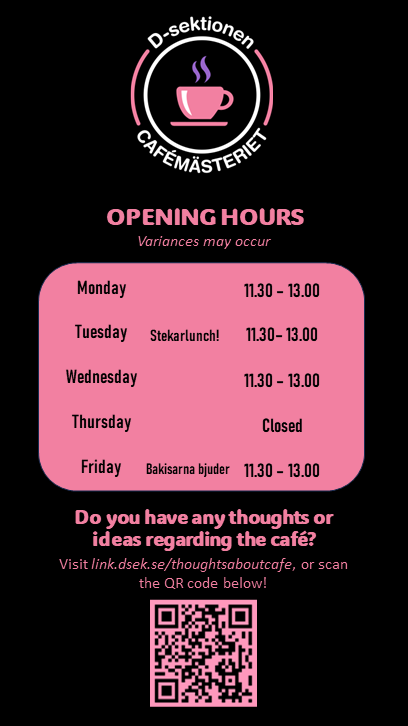 D-sektionen
CAFÉMÄSTERIET
OPENING HOURS
Variances may occur
Monday 11.30 – 13.00
Tuesday Stekarlunch! 11.30– 13.00
Wednesday 11.30 – 13.00
Thursday Closed
Friday Bakisarna bjuder 11.30 – 13.00
Do you have any thoughts or
ideas regarding the café?
Visit link.dsek.se/thoughtsaboutcafe, or scan
the QR code below!